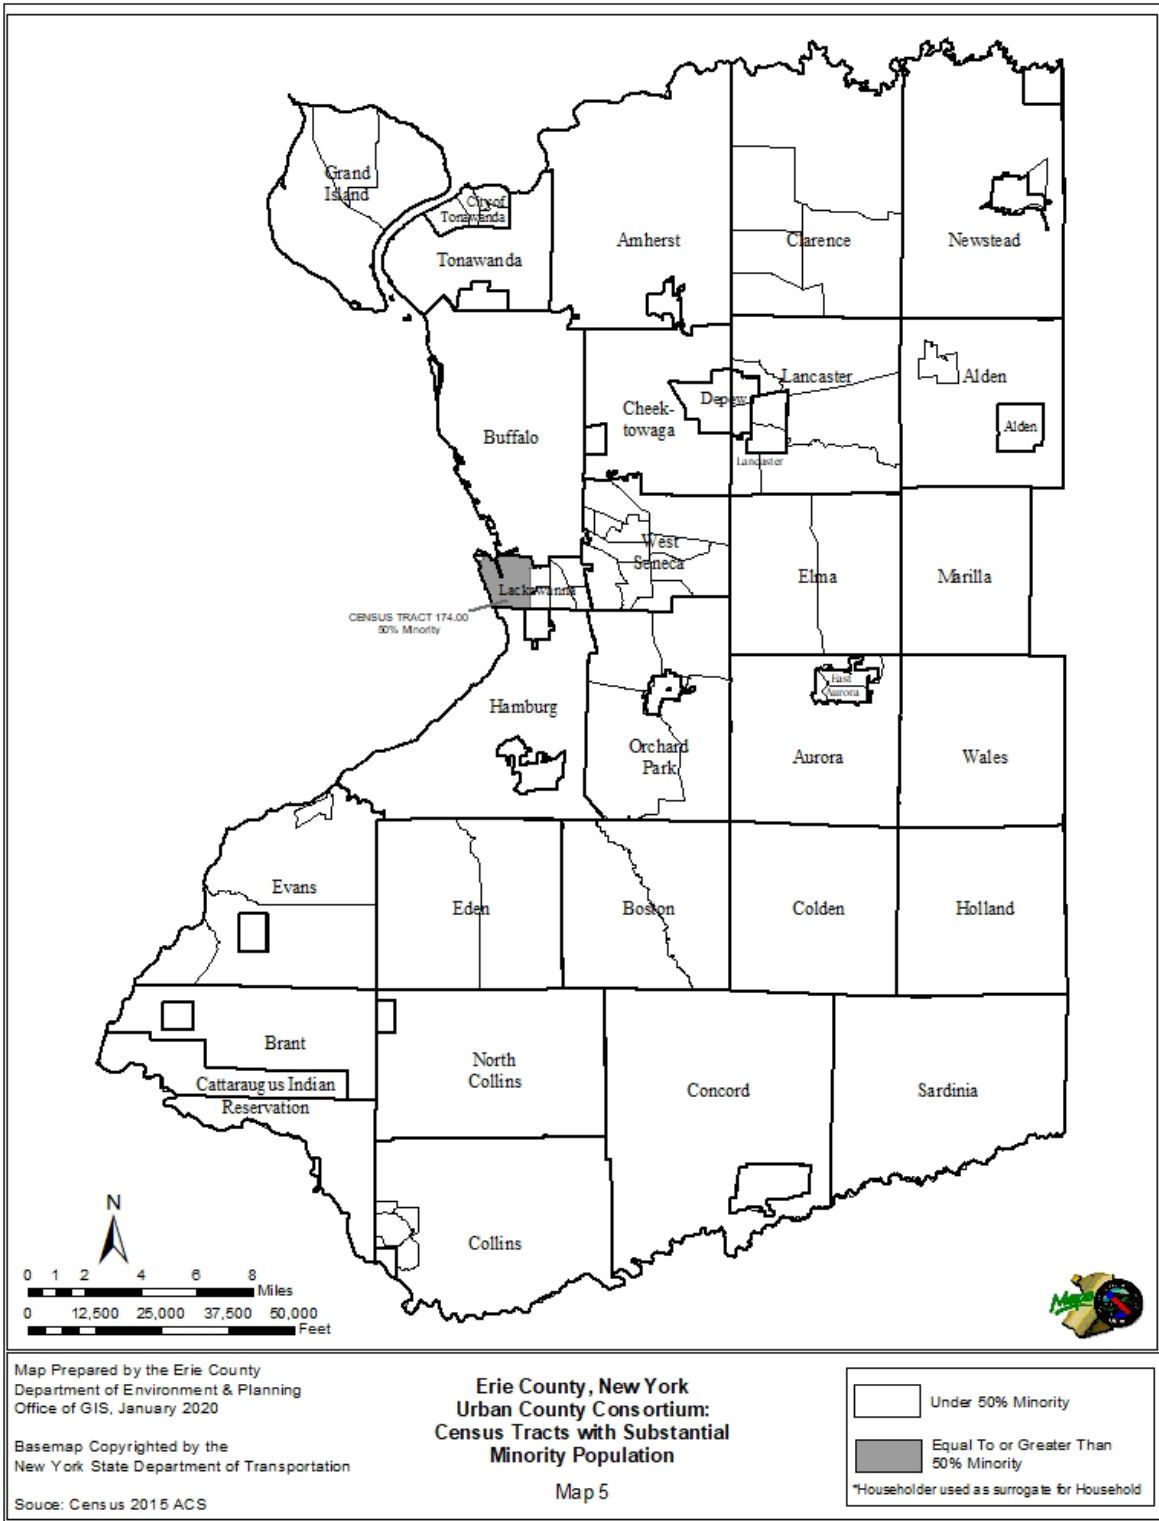 Grand
Island
City of
Tonawanda
Tonawanda
Amherst
Clarence
Newstead
Lancaster
Alden
Depew
Cheek-
towaga
Alden
Buffalo
Lancaster
West
Seneca
Elma
Marilla
Lackawanna
CENSUS TRACT 174.00
50% Minority
East
Aurora
Hamburg
Orchard
Park
Aurora
Wales
Evans
Eden
Boston
Colden
Holland
Brant
North
Collins
Cattaraugus Indian
Reservation
Concord
Sardinia
Collins
N
0 1 2 4 6 8
Miles
0 12,500 25,000 37,500 50,000
Feet
Map Prepared by the Erie County
Department of Environment & Planning
Office of GIS, January 2020
Basemap Copyrighted by the
New York State Department of Transportation
Souce: Census 2015 ACS
Erie County, New York
Urban County Consortium:
Census Tracts with Substantial
Minority Population
Map 5
Under 50% Minority
Equal To or Greater Than
50% Minority
*Householder used as surrogate for Household